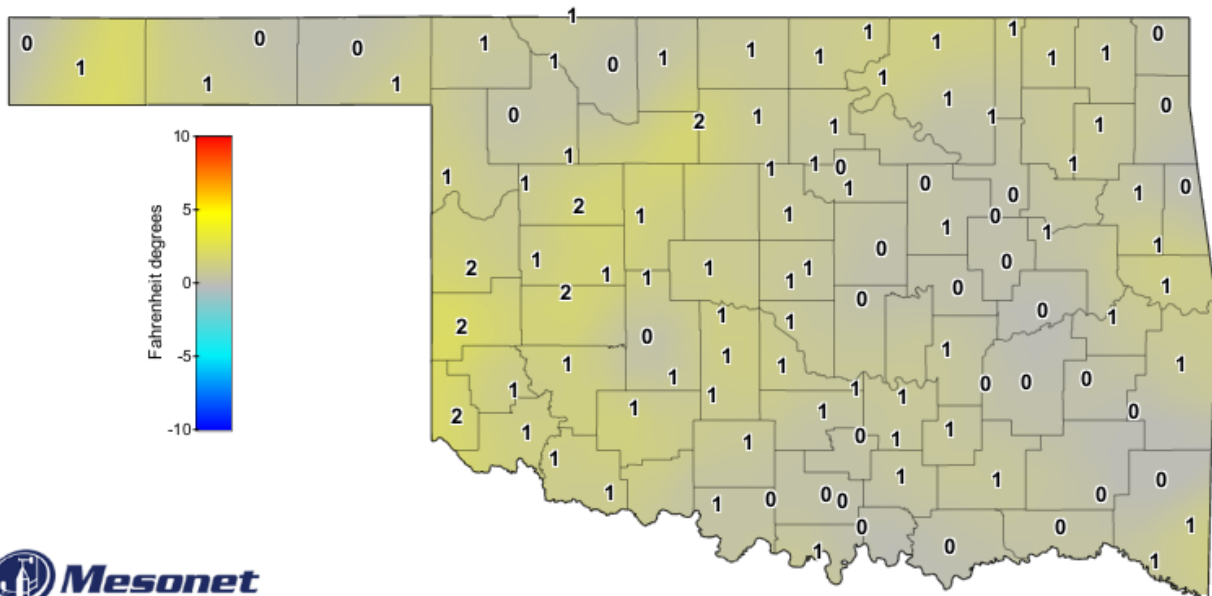 1
1 1 0
0 0 0 1 1 1
1 1 0 1 1 1 1
1 1 1
1 0
0 2 1 1 1 1
10
1 1 1 0 1
1 1 1 0 0 1 0
5 2 1 1 0
1 1
0 1
2 1 1 1 1 1 1 0
0 2 0 0 1
Fahrenheit degrees
1 1 0 1
2 0
-5 1 1
1 1 1 0 0 0 1
1 1 1 1
2 1 1 0
-10 1 1 0 1 1
1
1 1 0
1 1 0 0 0 0
0 0 1
1 0 1
Mesonet